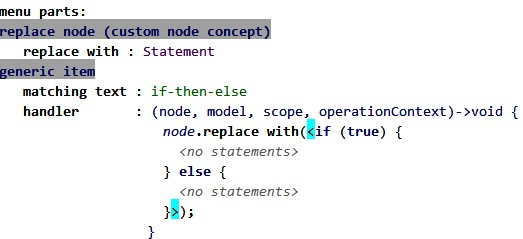 menu parts:
replace node (custom node concept)
replace with : Statement
generic item
matching text : if-then-else
handler : (node, model, scope, operationContext)->void {
node.replace with(<if (true) {
<no statements>
} else {
<no statements>
}>);
}